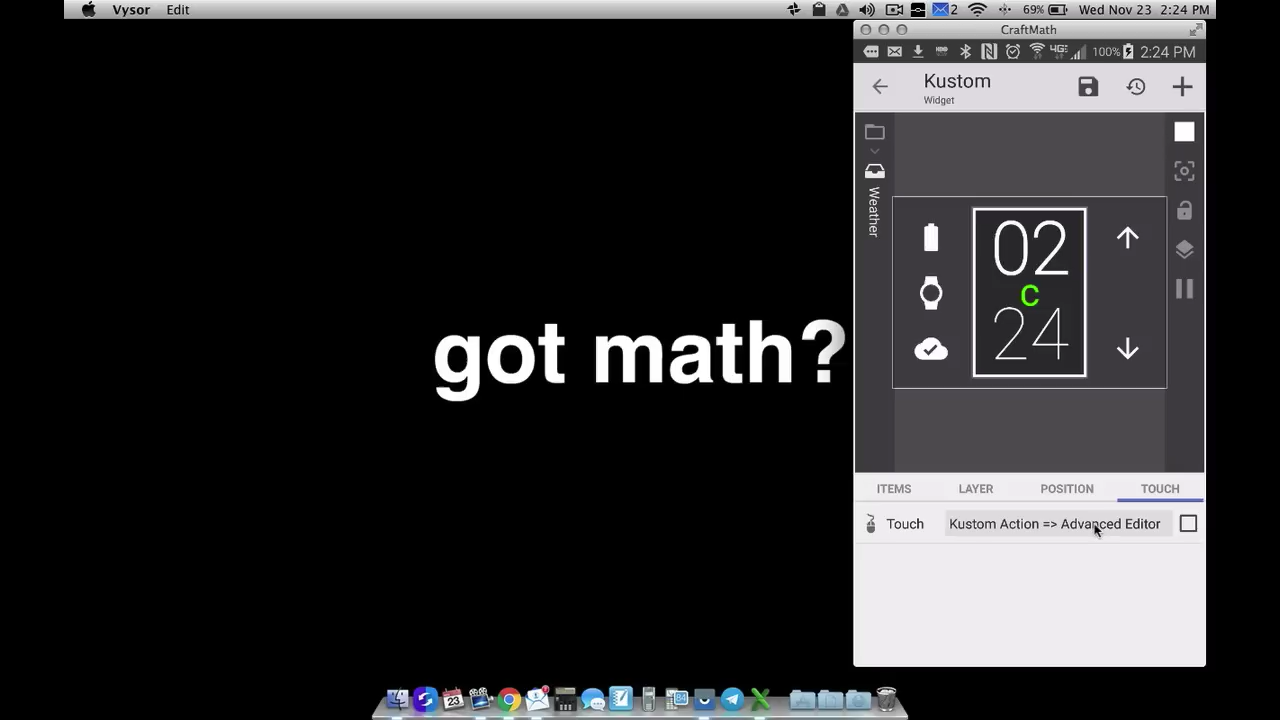 Vysor Edit
2 69% Wed Nov 23 2:24 PM
CraftMath
100% 2:24 PM
Kustom
Widget
Weather
02
C
24
got math?
ITEMS LAYER POSITION TOUCH
Touch Kustom Action => Advanced Editor
23